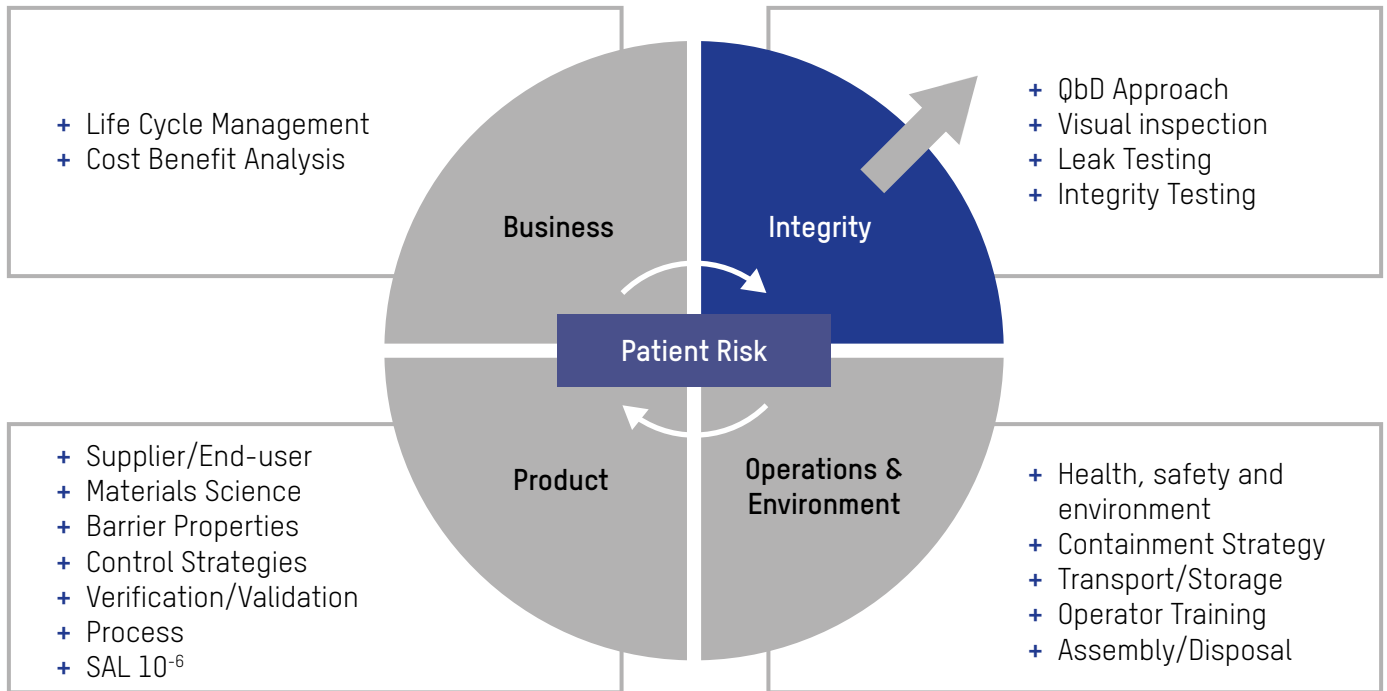 + Life Cycle Management
+ Cost Benefit Analysis
Business
Integrity
+ QbD Approach
+ Visual inspection
+ Leak Testing
+ Integrity Testing
Patient Risk
Product
Operations &
Environment
+ Supplier/End-user
+ Materials Science
+ Barrier Properties
+ Control Strategies
+ Verification/Validation
+ Process
+ SAL 10⁻⁶
+ Health, safety and
environment
+ Containment Strategy
+ Transport/Storage
+ Operator Training
+ Assembly/Disposal